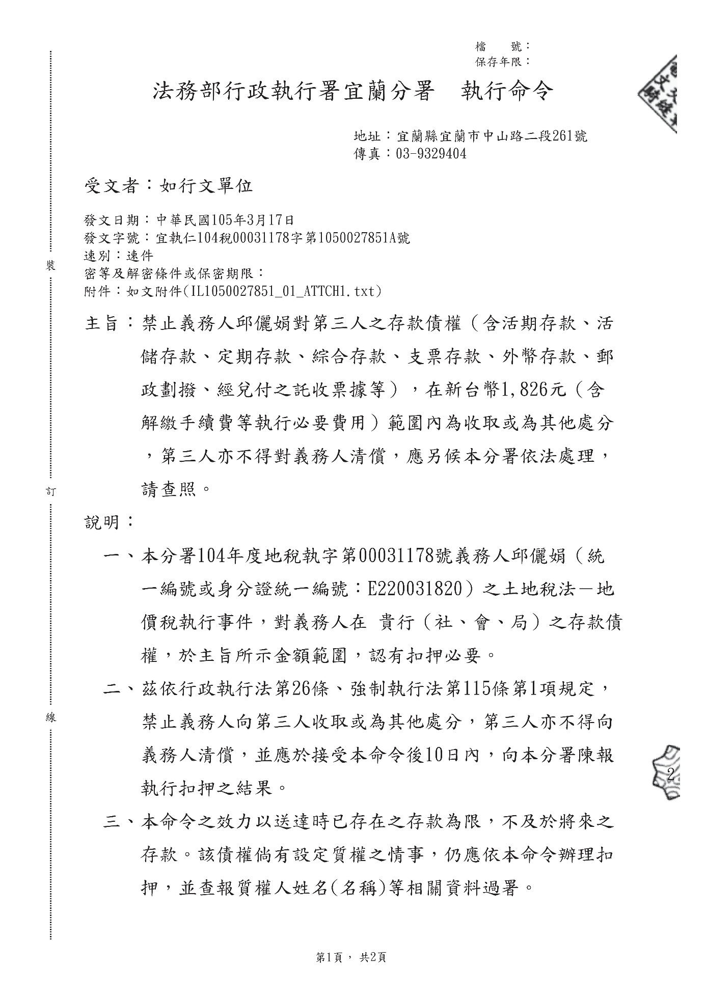 檔　　號：
保存年限：
法務部行政執行署宜蘭分署　執行命令
地址：宜蘭縣宜蘭市中山路二段261號
傳真：03-9329404
受文者：如行文單位
發文日期：中華民國105年3月17日
發文字號：宜執仁104稅00031178字第1050027851A號
速別：速件
密等及解密條件或保密期限：
附件：如文附件(IL1050027851_01_ATTCH1.txt)
主旨：禁止義務人邱儷娟對第三人之存款債權（含活期存款、活
儲存款、定期存款、綜合存款、支票存款、外幣存款、郵
政劃撥、經兌付之託收票據等），在新台幣1,826元（含
解繳手續費等執行必要費用）範圍內為收取或為其他處分
，第三人亦不得對義務人清償，應另候本分署依法處理，
請查照。
說明：
一、本分署104年度地稅執字第00031178號義務人邱儷娟（統
一編號或身分證統一編號：E220031820）之土地稅法－地
價稅執行事件，對義務人在 貴行（社、會、局）之存款債
權，於主旨所示金額範圍，認有扣押必要。
二、茲依行政執行法第26條、強制執行法第115條第1項規定，
禁止義務人向第三人收取或為其他處分，第三人亦不得向
義務人清償，並應於接受本命令後10日內，向本分署陳報
執行扣押之結果。
三、本命令之效力以送達時已存在之存款為限，不及於將來之
存款。該債權倘有設定質權之情事，仍應依本命令辦理扣
押，並查報質權人姓名(名稱)等相關資料過署。
裝
訂
線
文
騎縫
2
第1頁，共2頁